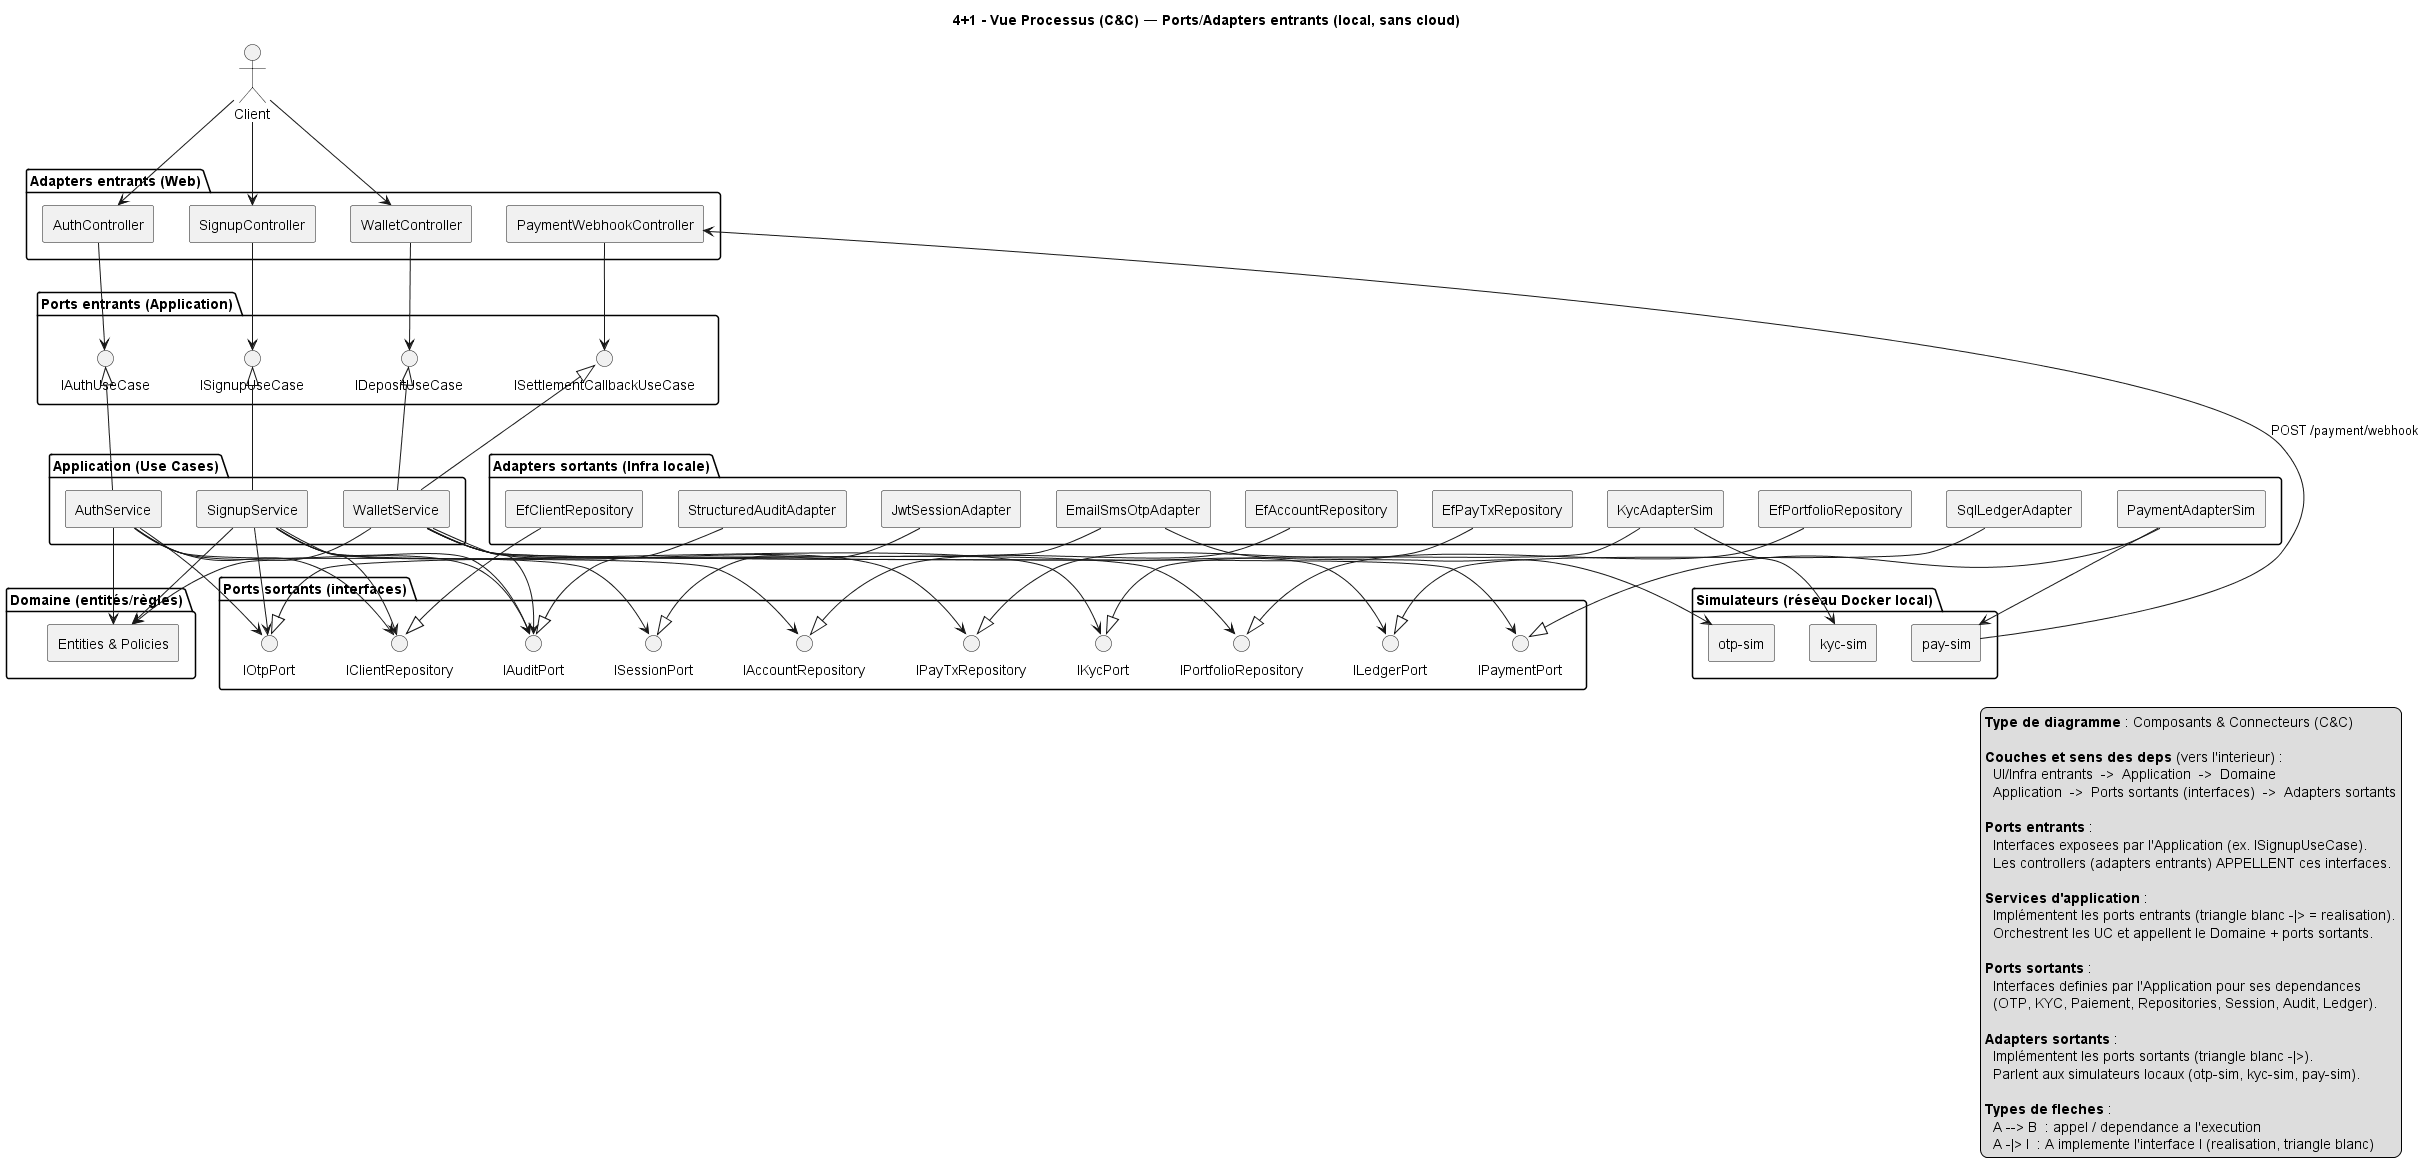 4+1 - Vue Processus (C&C) — Ports/Adapters entrants (local, sans cloud)
Client
Adapters entrants (Web)
AuthController
SignupController
WalletController
PaymentWebhookController
Ports entrants (Application)
IAuthUseCase
ISignupUseCase
IDepositUseCase
ISettlementCallbackUseCase
POST /payment/webhook
Application (Use Cases)
AuthService
SignupService
WalletService
Adapters sortants (Infra locale)
EfClientRepository
StructuredAuditAdapter
JwtSessionAdapter
EmailSmsOtpAdapter
EfAccountRepository
EfPayTxRepository
KycAdapterSim
EfPortfolioRepository
SqlLedgerAdapter
PaymentAdapterSim
Domaine (entités/règles)
Entities & Policies
Ports sortants (interfaces)
IOtpPort
IClientRepository
IAuditPort
ISessionPort
IAccountRepository
IPayTxRepository
IKycPort
IPortfolioRepository
ILedgerPort
IPaymentPort
Simulateurs (réseau Docker local)
otp-sim
kyc-sim
pay-sim
Type de diagramme : Composants & Connecteurs (C&C)
Couches et sens des deps (vers l'interieur) :
UI/Infra entrants -> Application -> Domaine
Application -> Ports sortants (interfaces) -> Adapters sortants
Ports entrants :
Interfaces exposees par l'Application (ex. ISignupUseCase).
Les controllers (adapters entrants) APPELLENT ces interfaces.
Services d'application :
Implémentent les ports entrants (triangle blanc -|> = realisation).
Orchestrent les UC et appellent le Domaine + ports sortants.
Ports sortants :
Interfaces definies par l'Application pour ses dependances
(OTP, KYC, Paiement, Repositories, Session, Audit, Ledger).
Adapters sortants :
Implémentent les ports sortants (triangle blanc -|>).
Parlent aux simulateurs locaux (otp-sim, kyc-sim, pay-sim).
Types de fleches :
A --> B : appel / dependance a l'execution
A -|> I : A implemente l'interface I (realisation, triangle blanc)